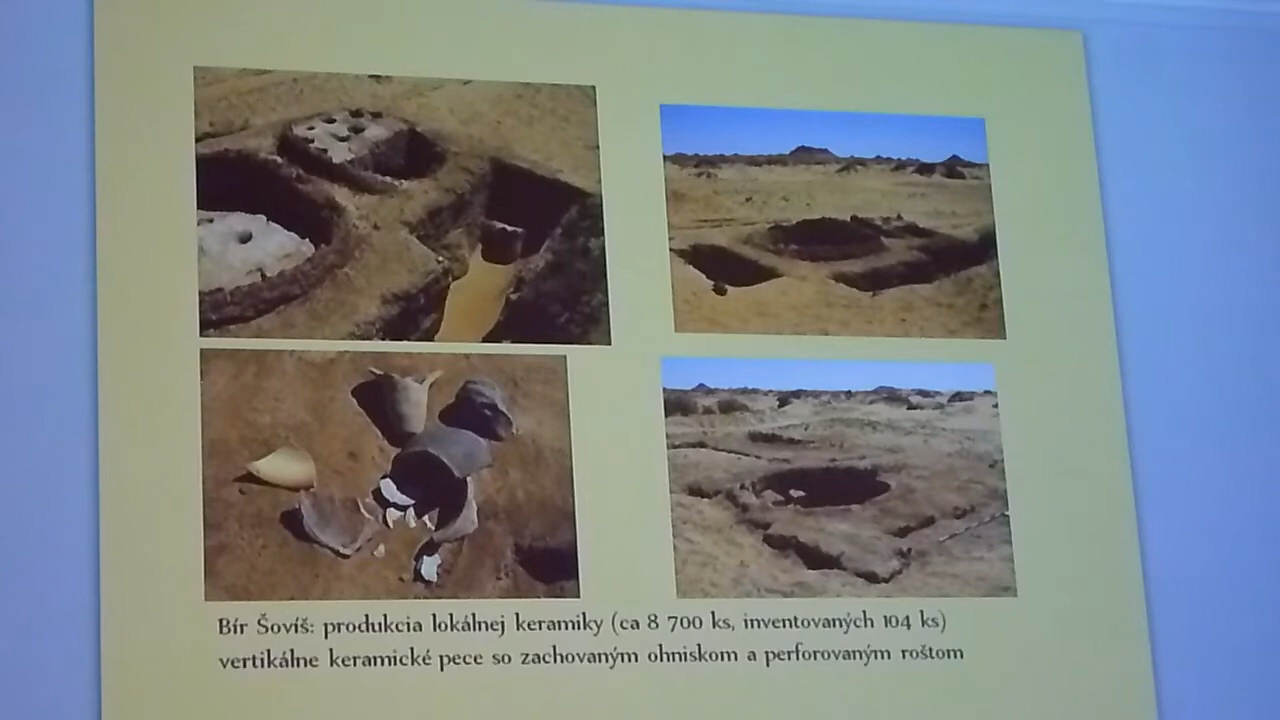 Bír Šovíš: produkcia lokálnej keramiky (ca 8 700 ks, inventovaných 104 ks)
vertikálne keramické pece so zachovaným ohniskom a perforovaným roštom